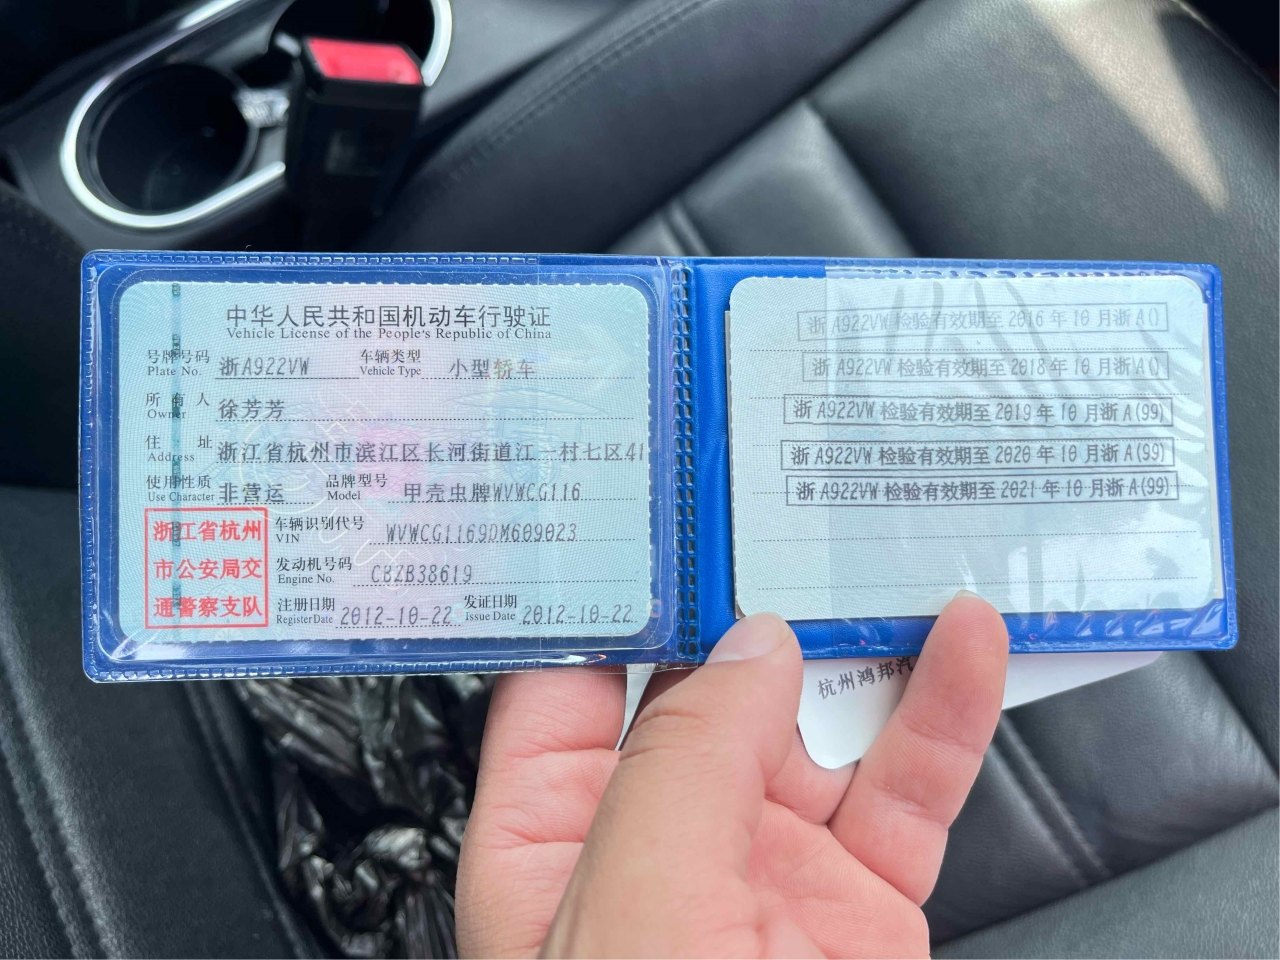 中华人民共和国机动车行驶证
Vehicle License of the People's Republic of China
号牌号码 浙A922VW 车辆类型 小型轿车
Plate No. Vehicle Type
所有人 徐芳芳
Owner
住址 浙江省杭州市滨江区长河街道江一村七区41
Address
使用性质 非营运 品牌型号 甲壳虫牌WVWCG116
Use Character Model
浙江省杭州
市公安局交
通警察支队
车辆识别代号 WVWCG1169DM609023
VIN
发动机号码 CBZB38619
Engine No.
注册日期 2012-10-22 发证日期 2012-10-22
Register Date Issue Date
浙A922VW 检验有效期至2016年10月浙A()
浙A922VW 检验有效期至2018年10月浙A()
浙A922VW 检验有效期至2019年10月浙A(99)
浙A922VW 检验有效期至2020年10月浙A(99)
浙A922VW 检验有效期至2021年10月浙A(99)
杭州鸿邦汽